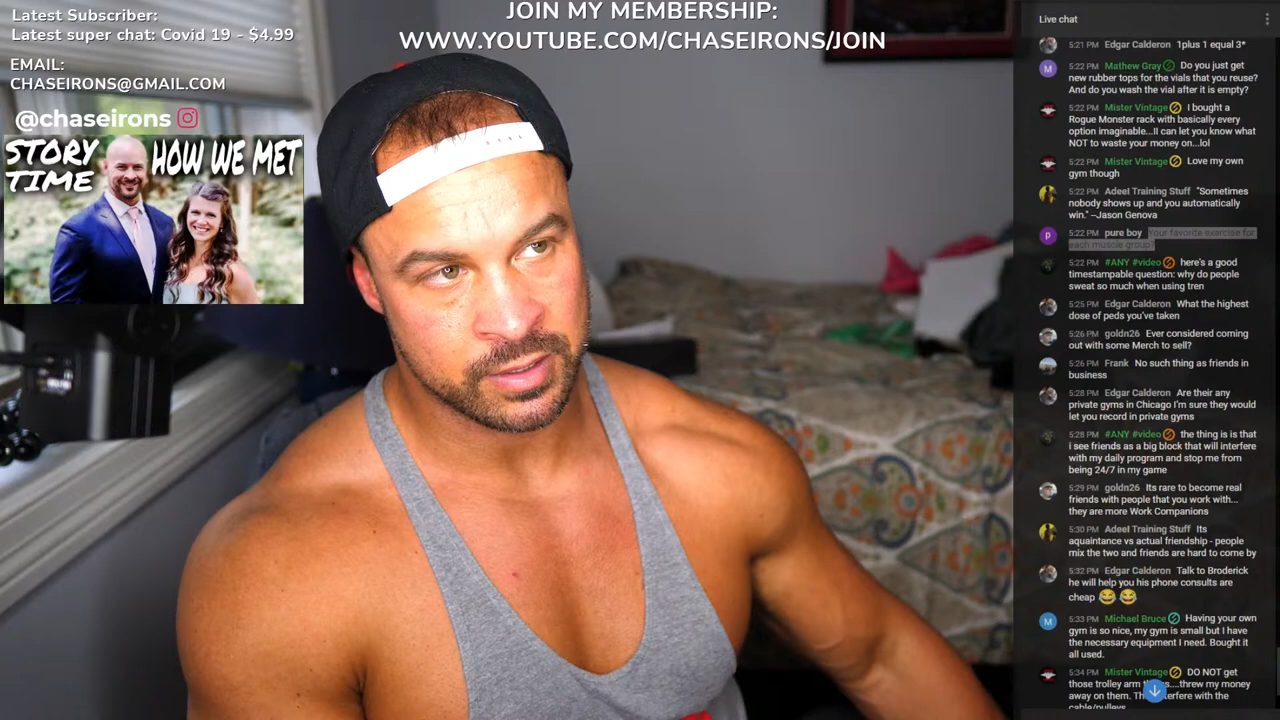 Latest Subscriber:
Latest super chat: Covid 19 - $4.99
EMAIL:
CHASEIRONS@GMAIL.COM
@chaseirons
STORY
TIME
HOW WE MET
JOIN MY MEMBERSHIP:
WWW.YOUTUBE.COM/CHASEIRONS/JOIN
Live chat
5:21 PM Edgar Calderon 1plus 1 equal 3*
M
5:22 PM Mathew Gray Do you just get
new rubber tops for the vials that you reuse?
And do you wash the vial after it is empty?
5:22 PM Mister Vintage I bought a
Rogue Monster rack with basically every
option imaginable...II can let you know what
NOT to waste your money on...lol
5:22 PM Mister Vintage Love my own
gym though
5:22 PM Adeel Training Stuff "Sometimes
nobody shows up and you automatically
win." --Jason Genova
p
5:22 PM pure boy Your favorite exercise for
each muscle group?
5:22 PM #ANY #video here's a good
timestampable question: why do people
sweat so much when using tren
5:25 PM Edgar Calderon What the highest
dose of peds you've taken
5:26 PM goldn26 Ever considered coming
out with some Merch to sell?
5:26 PM Frank No such thing as friends in
business
5:28 PM Edgar Calderon Are their any
private gyms in Chicago I'm sure they would
let you record in private gyms
5:28 PM #ANY #video the thing is is that
i see friends as a big block that will interfere
with my daily program and stop me from
being 24/7 in my game
5:29 PM goldn26 Its rare to become real
friends with people that you work with...
they are more Work Companions
5:30 PM Adeel Training Stuff Its
aquaintance vs actual friendship - people
mix the two and friends are hard to come by
5:32 PM Edgar Calderon Talk to Broderick
he will help you his phone consults are
cheap 😂 😂
M
5:33 PM Michael Bruce Having your own
gym is so nice, my gym is small but I have
the necessary equipment I need. Bought it
all used.
5:34 PM Mister Vintage DO NOT get
those trolley arm ....threw my money
away on them.
cable/pulleys